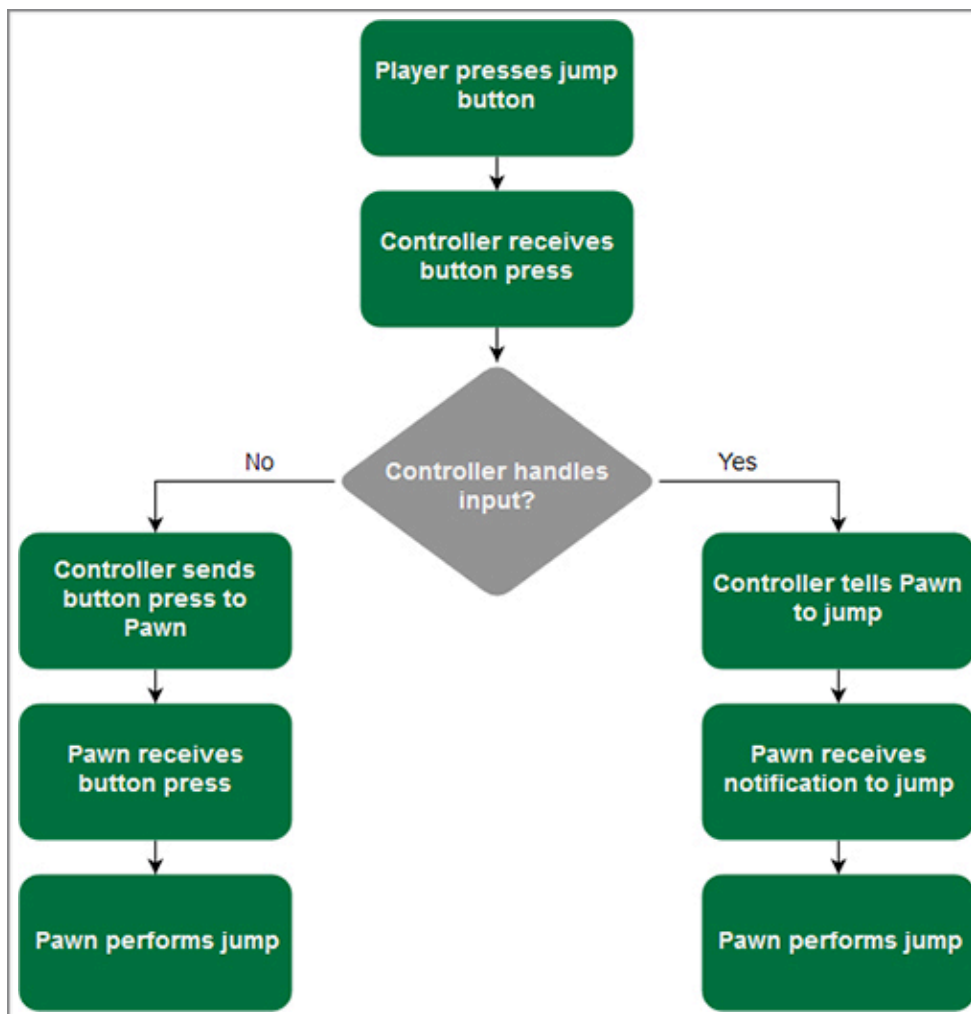 Player presses jump
button
Controller receives
button press
No
Yes
Controller handles
input?
Controller sends
button press to
Pawn
Controller tells Pawn
to jump
Pawn receives
button press
Pawn receives
notification to jump
Pawn performs jump
Pawn performs jump